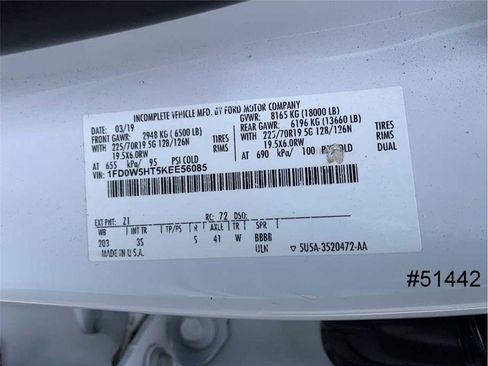 INCOMPLETE VEHICLE MFD. BY FORD MOTOR COMPANY
DATE: 03/19 GVWR: 8165 KG (18000 LB)
FRONT GAWR: 2948 KG (6500 LB) REAR GAWR: 6196 KG (13660 LB)
WITH 225/70R19.5G 128/126N TIRES WITH 225/70R19.5G 128/126N TIRES
19.5X6.0RW RIMS 19.5X6.0RW RIMS
AT 655 kPa/ 95 PSI COLD AT 690 kPa/ 100 PSI COLD DUAL
1FD0W5HT5KEE56085
EXT PNT: Z1 RC: 72 DSO:
WB INT TR TP/PS R AXLE TR SPR
203 3S 5 41 W BBBB
MADE IN U.S.A. ULN 5U5A-3520472-AA
#51442